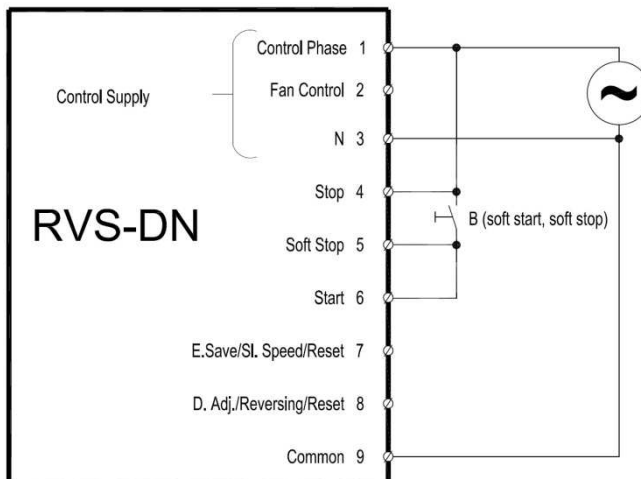 Control Phase 1
Fan Control 2
Control Supply
N 3
Stop 4
B (soft start, soft stop)
RVS-DN
Soft Stop 5
Start 6
E.Save/Sl. Speed/Reset 7
D. Adj./Reversing/Reset 8
Common 9